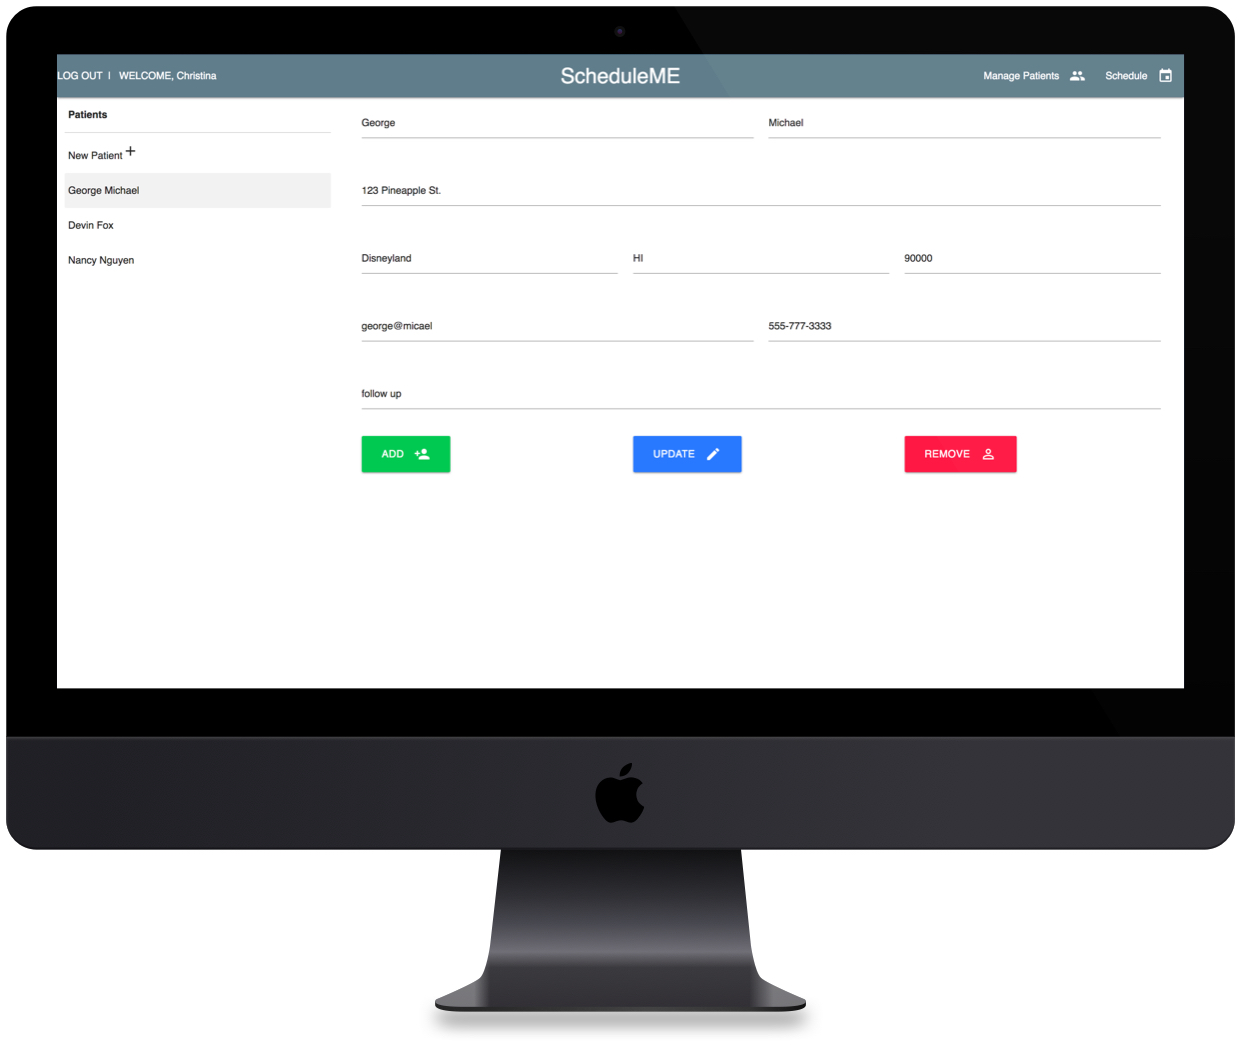 LOG OUT | WELCOME, Christina
ScheduleME
Manage Patients
Schedule
Patients
New Patient +
George Michael
Devin Fox
Nancy Nguyen
George
Michael
123 Pineapple St.
Disneyland
HI
90000
george@micael
555-777-3333
follow up
ADD
UPDATE
REMOVE